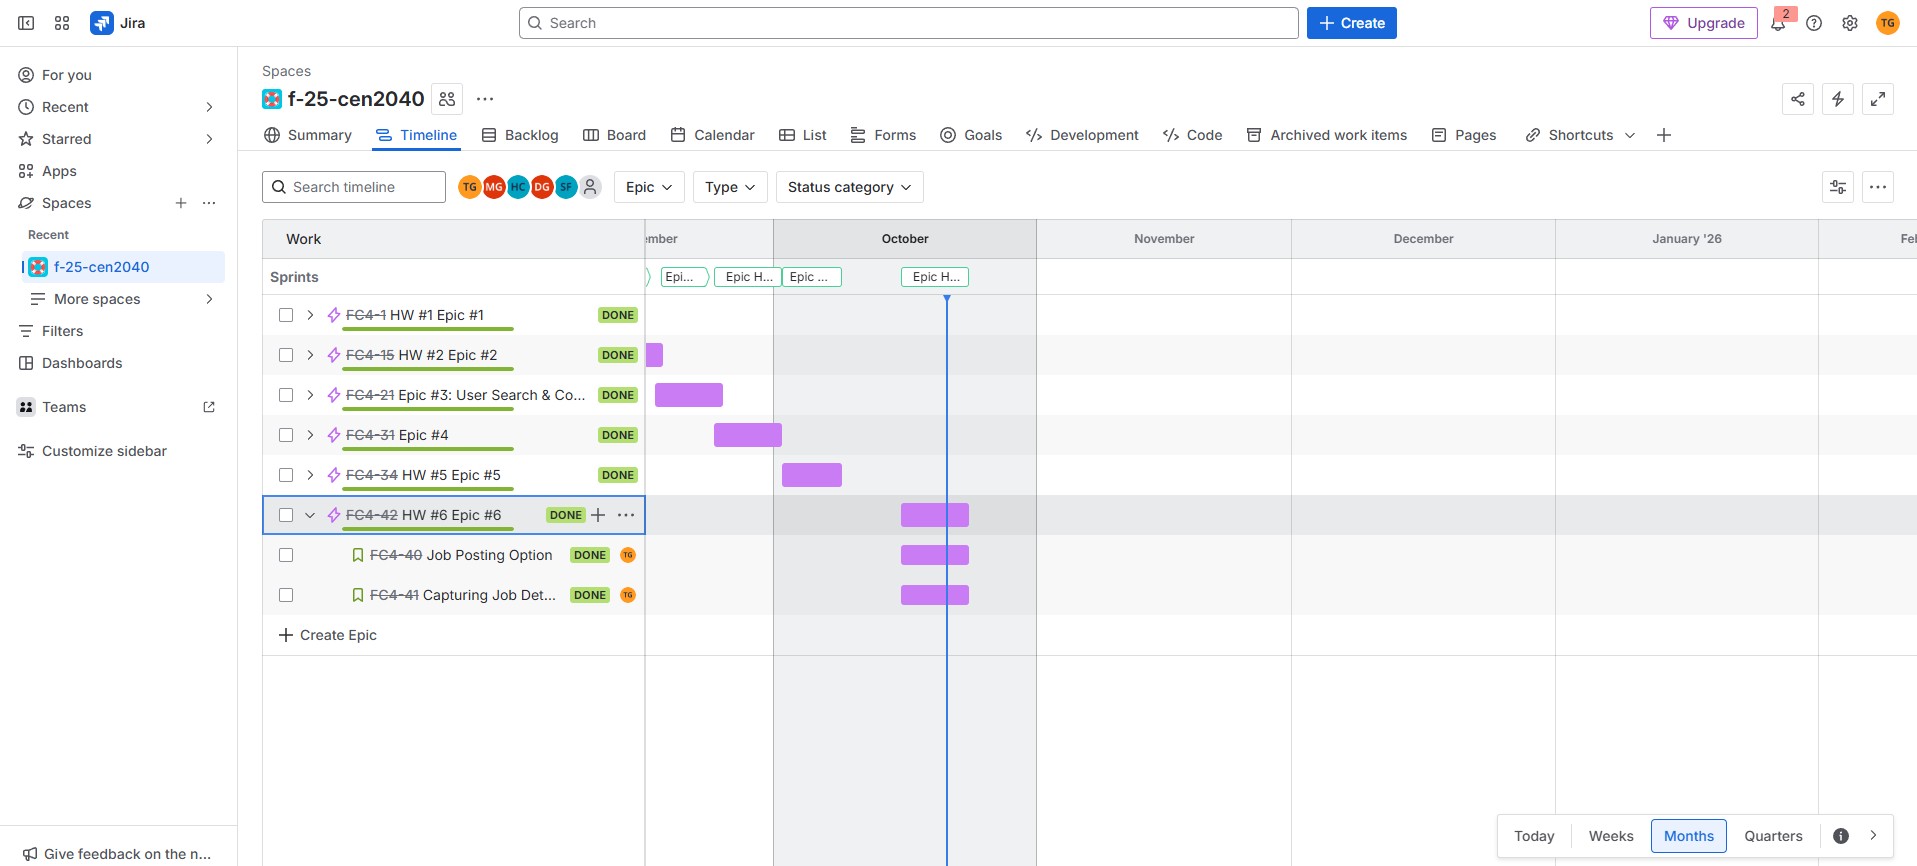 Jira
Search
Create
Upgrade
2
TG
For you
Recent
Starred
Apps
Spaces
Recent
f-25-cen2040
More spaces
Filters
Dashboards
Teams
Customize sidebar
Give feedback on the n...
Spaces
f-25-cen2040
Summary Timeline Backlog Board Calendar List Forms Goals Development Code Archived work items Pages Shortcuts
Search timeline TG MG HC DG SF Epic Type Status category
Work ember October November December January '26 Fel
Sprints Epi... Epic H... Epic ... Epic H...
FC4-1 HW #1 Epic #1 DONE
FC4-15 HW #2 Epic #2 DONE
FC4-21 Epic #3: User Search & Co... DONE
FC4-31 Epic #4 DONE
FC4-34 HW #5 Epic #5 DONE
FC4-42 HW #6 Epic #6 DONE
FC4-40 Job Posting Option DONE TG
FC4-41 Capturing Job Det... DONE TG
Create Epic
Today Weeks Months Quarters